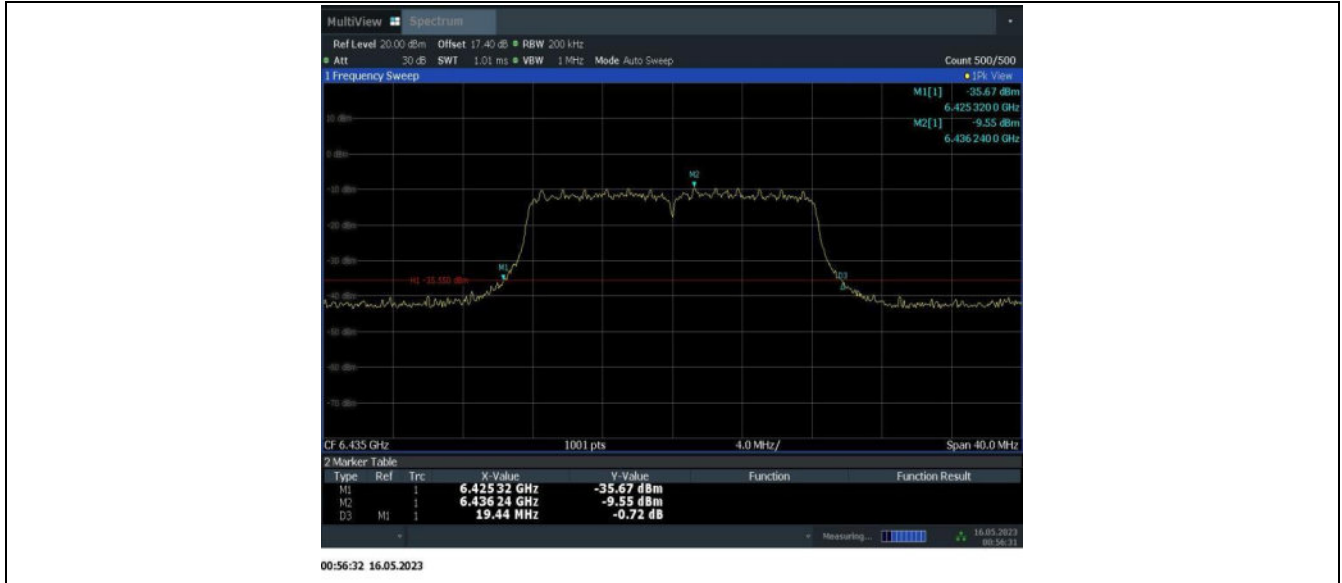 MultiView Spectrum
Ref Level 20.00 dBm Offset 17.40 dB RBW 200 kHz
Att 30 dB SWT 1.01 ms VBW 1 MHz Mode Auto Sweep Count 500/500
1 Frequency Sweep 1Pk View
M1[1] -35.67 dBm
6.425 320 0 GHz
M2[1] -9.55 dBm
6.436 240 0 GHz
10 dBm
0 dBm
M2
-10 dBm
-20 dBm
-30 dBm
M1
D3
H1 -35.550 dBm
-40 dBm
-50 dBm
-60 dBm
-70 dBm
CF 6.435 GHz 1001 pts 4.0 MHz/ Span 40.0 MHz
2 Marker Table
Type Ref Trc X-Value Y-Value Function Function Result
M1 1 6.425 32 GHz -35.67 dBm
M2 1 6.436 24 GHz -9.55 dBm
D3 M1 1 19.44 MHz -0.72 dB
Measuring... 16.05.2023
00:56:31
00:56:32 16.05.2023